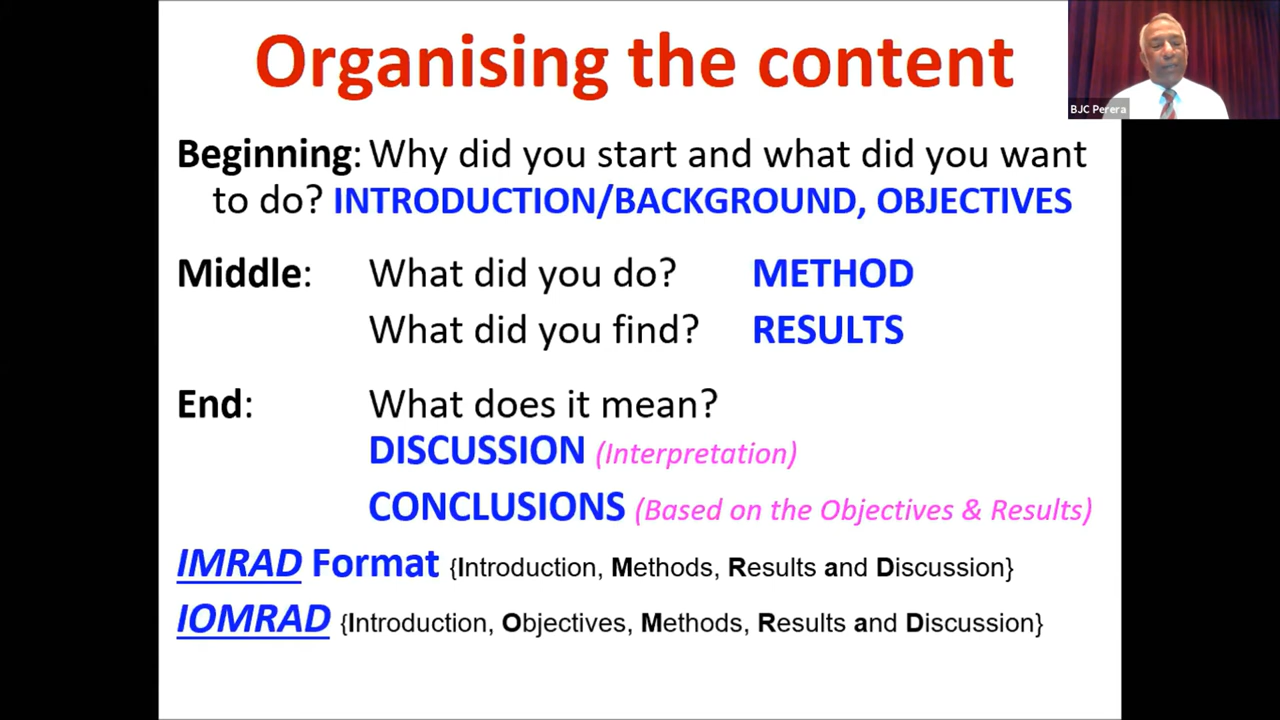 Organising the content
BJC Perera
Beginning: Why did you start and what did you want
to do? INTRODUCTION/BACKGROUND, OBJECTIVES
Middle: What did you do? METHOD
What did you find? RESULTS
End: What does it mean?
DISCUSSION (Interpretation)
CONCLUSIONS (Based on the Objectives & Results)
IMRAD Format {Introduction, Methods, Results and Discussion}
IOMRAD {Introduction, Objectives, Methods, Results and Discussion}